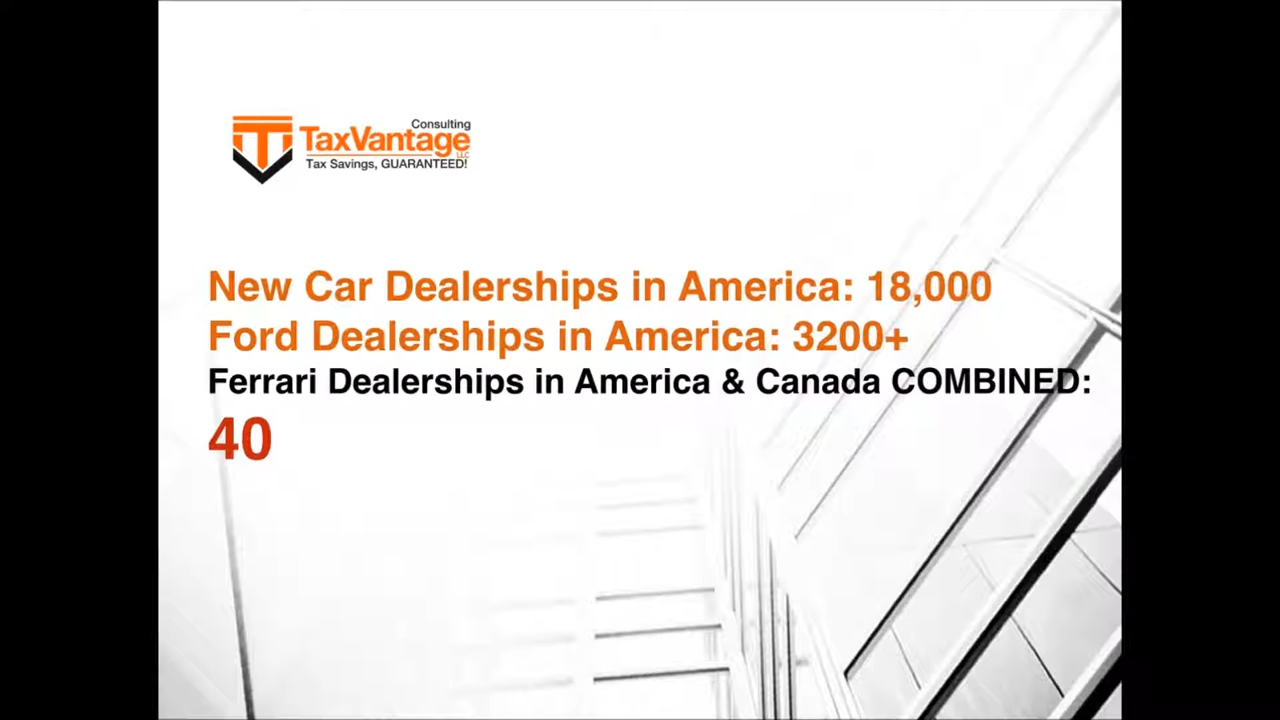 Consulting
TaxVantage
LLC
Tax Savings, GUARANTEED!
New Car Dealerships in America: 18,000
Ford Dealerships in America: 3200+
Ferrari Dealerships in America & Canada COMBINED:
40